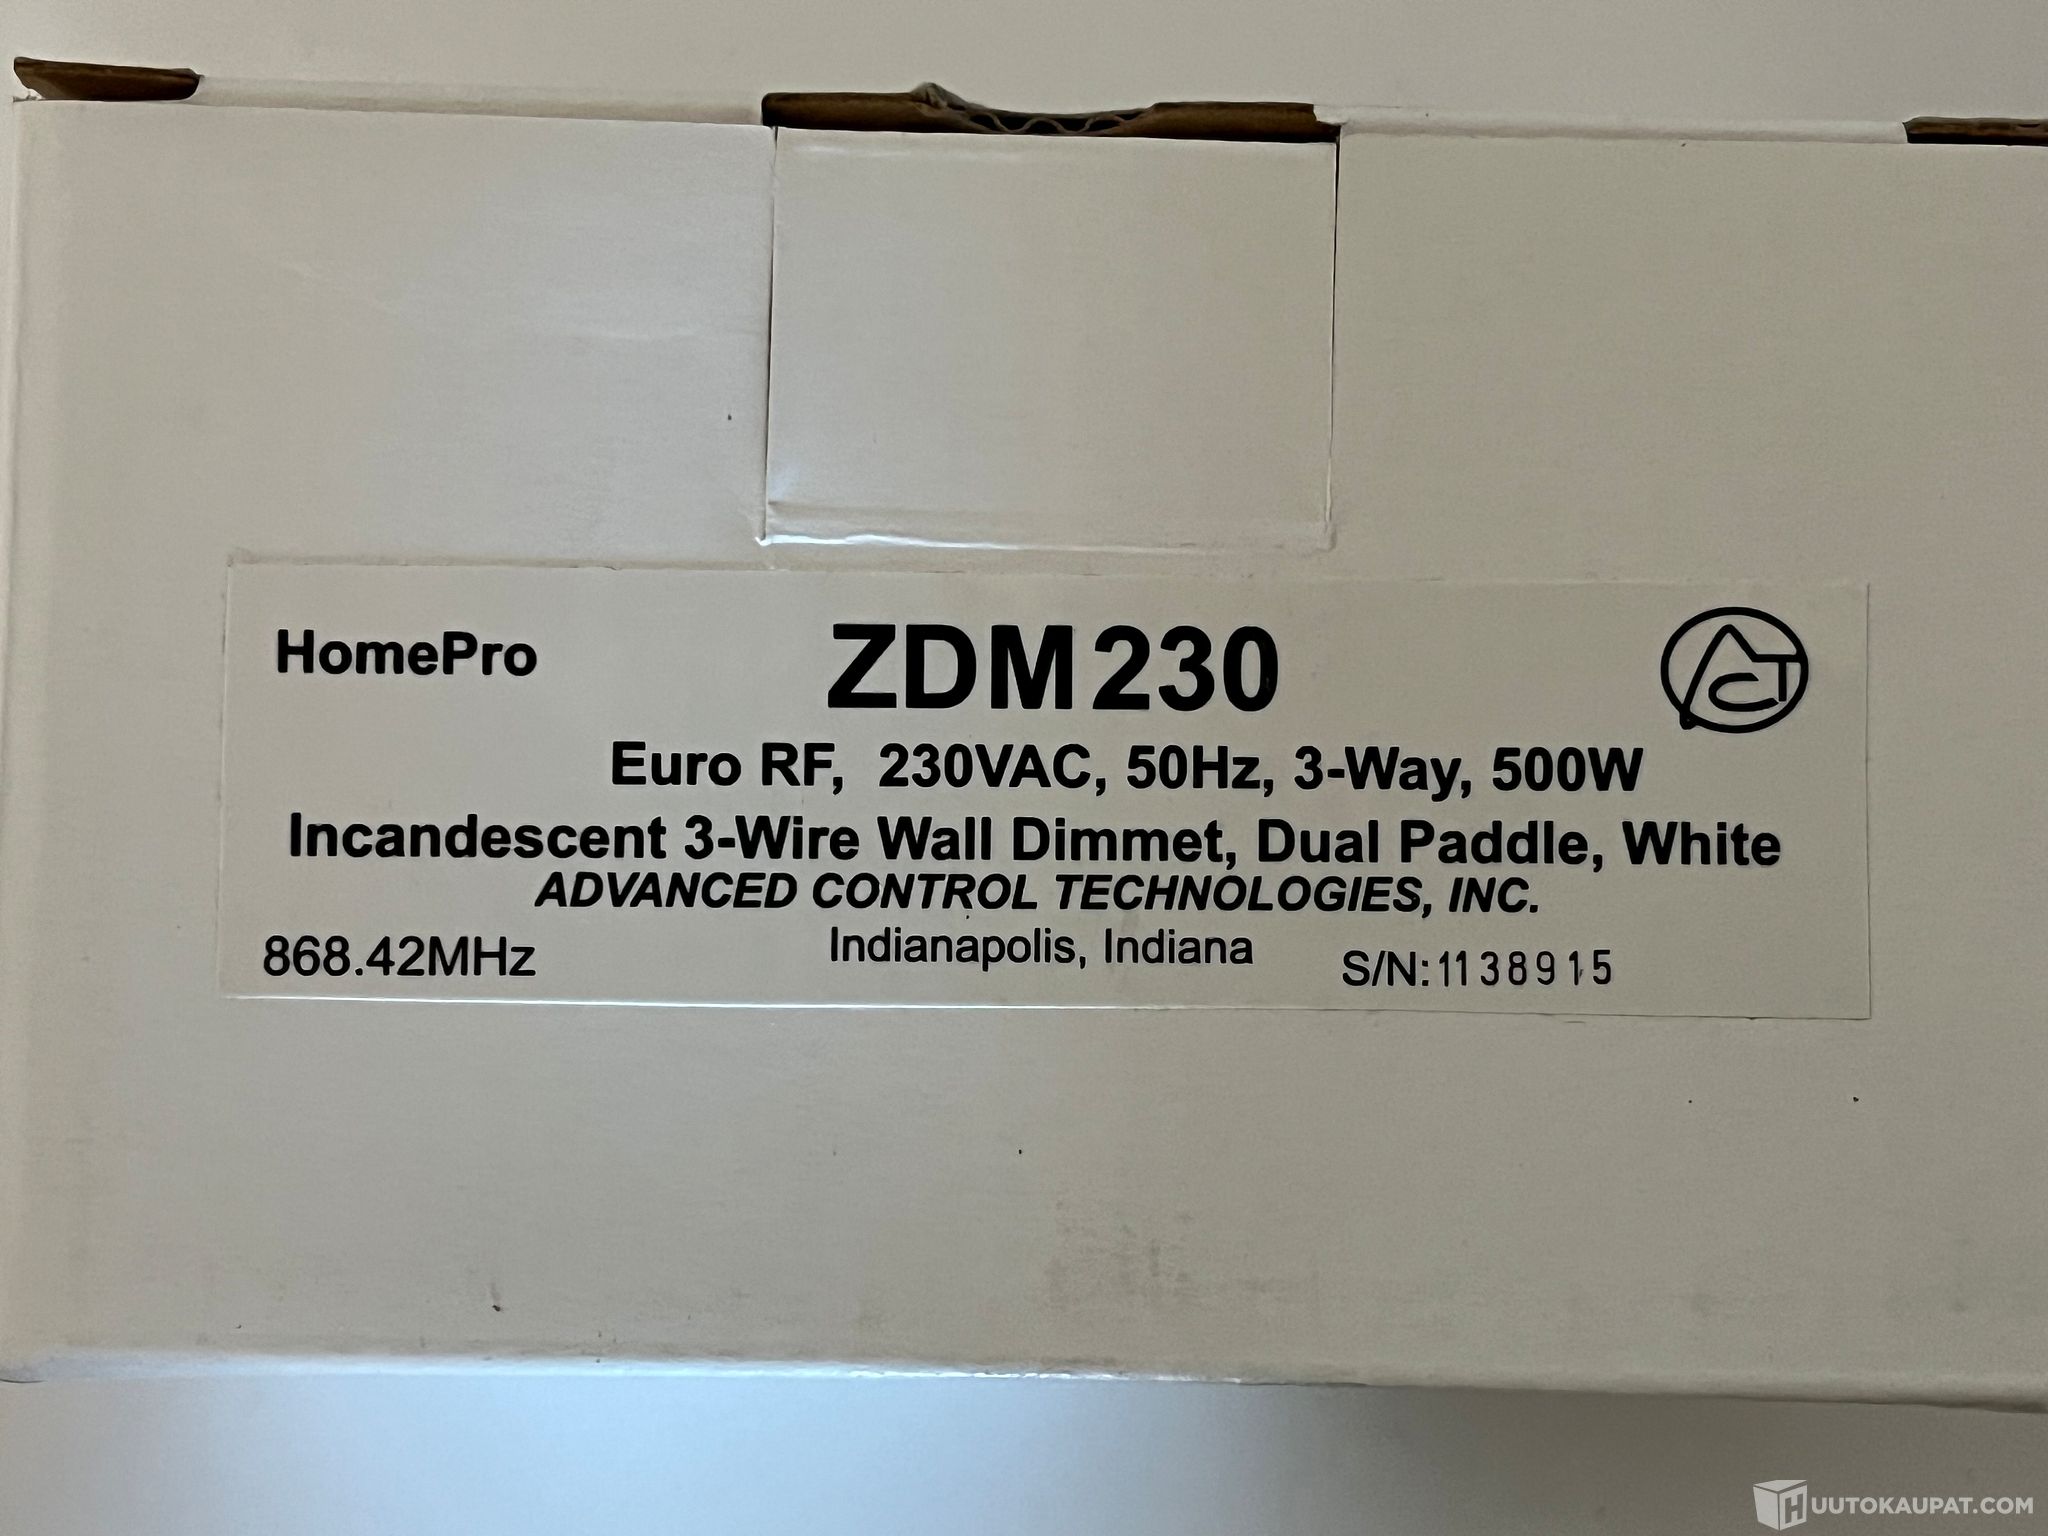 HomePro
ZDM230
ACT
Euro RF, 230VAC, 50Hz, 3-Way, 500W
Incandescent 3-Wire Wall Dimmet, Dual Paddle, White
ADVANCED CONTROL TECHNOLOGIES, INC.
868.42MHz
Indianapolis, Indiana
S/N:1138915
HUUTOKAUPAT.COM